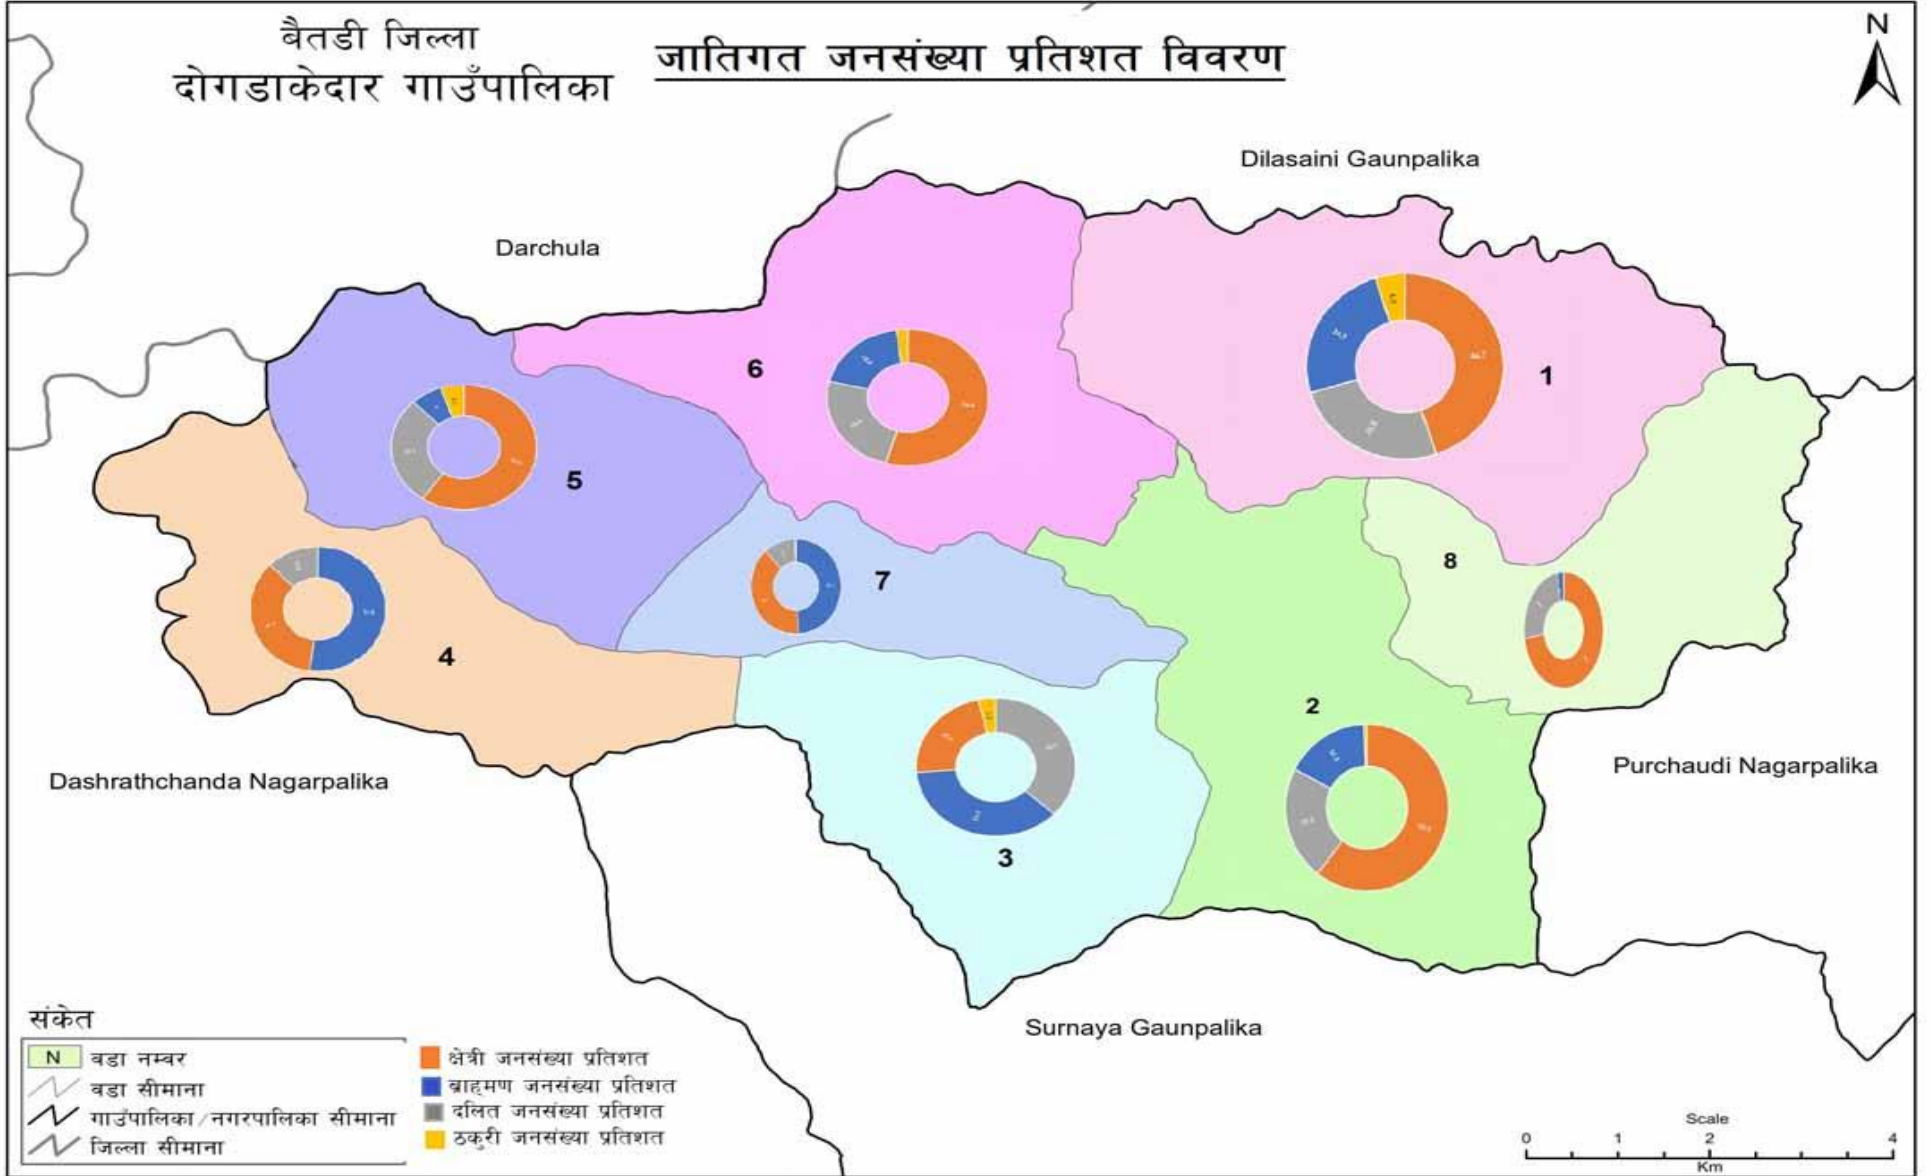 बैतडी जिल्ला
दोगडाकेदार गाउँपालिका
जातिगत जनसंख्या प्रतिशत विवरण
N
Dilasaini Gaunpalika
Darchula
6
1
5
8
7
4
2
Purchaudi Nagarpalika
Dashrathchanda Nagarpalika
3
Surnaya Gaunpalika
संकेत
N वडा नम्बर
वडा सीमाना
गाउँपालिका/नगरपालिका सीमाना
जिल्ला सीमाना
क्षेत्री जनसंख्या प्रतिशत
ब्राहमण जनसंख्या प्रतिशत
दलित जनसंख्या प्रतिशत
ठकुरी जनसंख्या प्रतिशत
Scale
0 1 2 4
Km